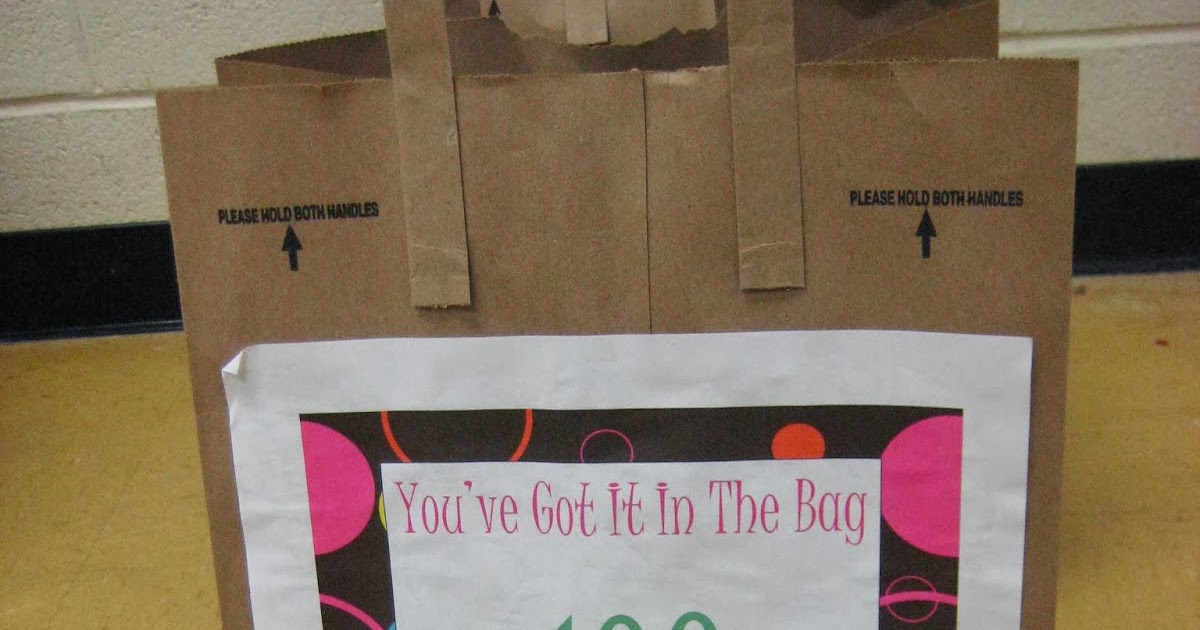 PLEASE HOLD BOTH HANDLES
PLEASE HOLD BOTH HANDLES
You've Got It In The Bag